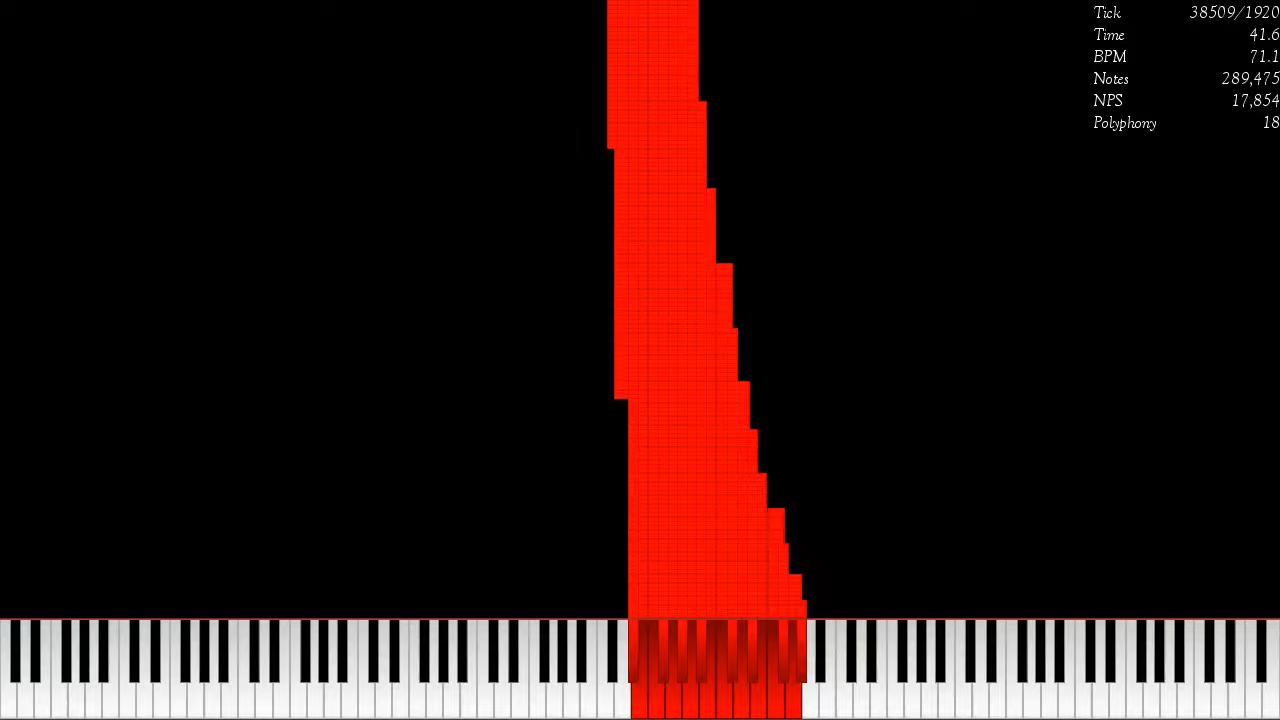 Tick 38509/1920
Time 41.6
BPM 71.1
Notes 289,475
NPS 17,854
Polyphony 18